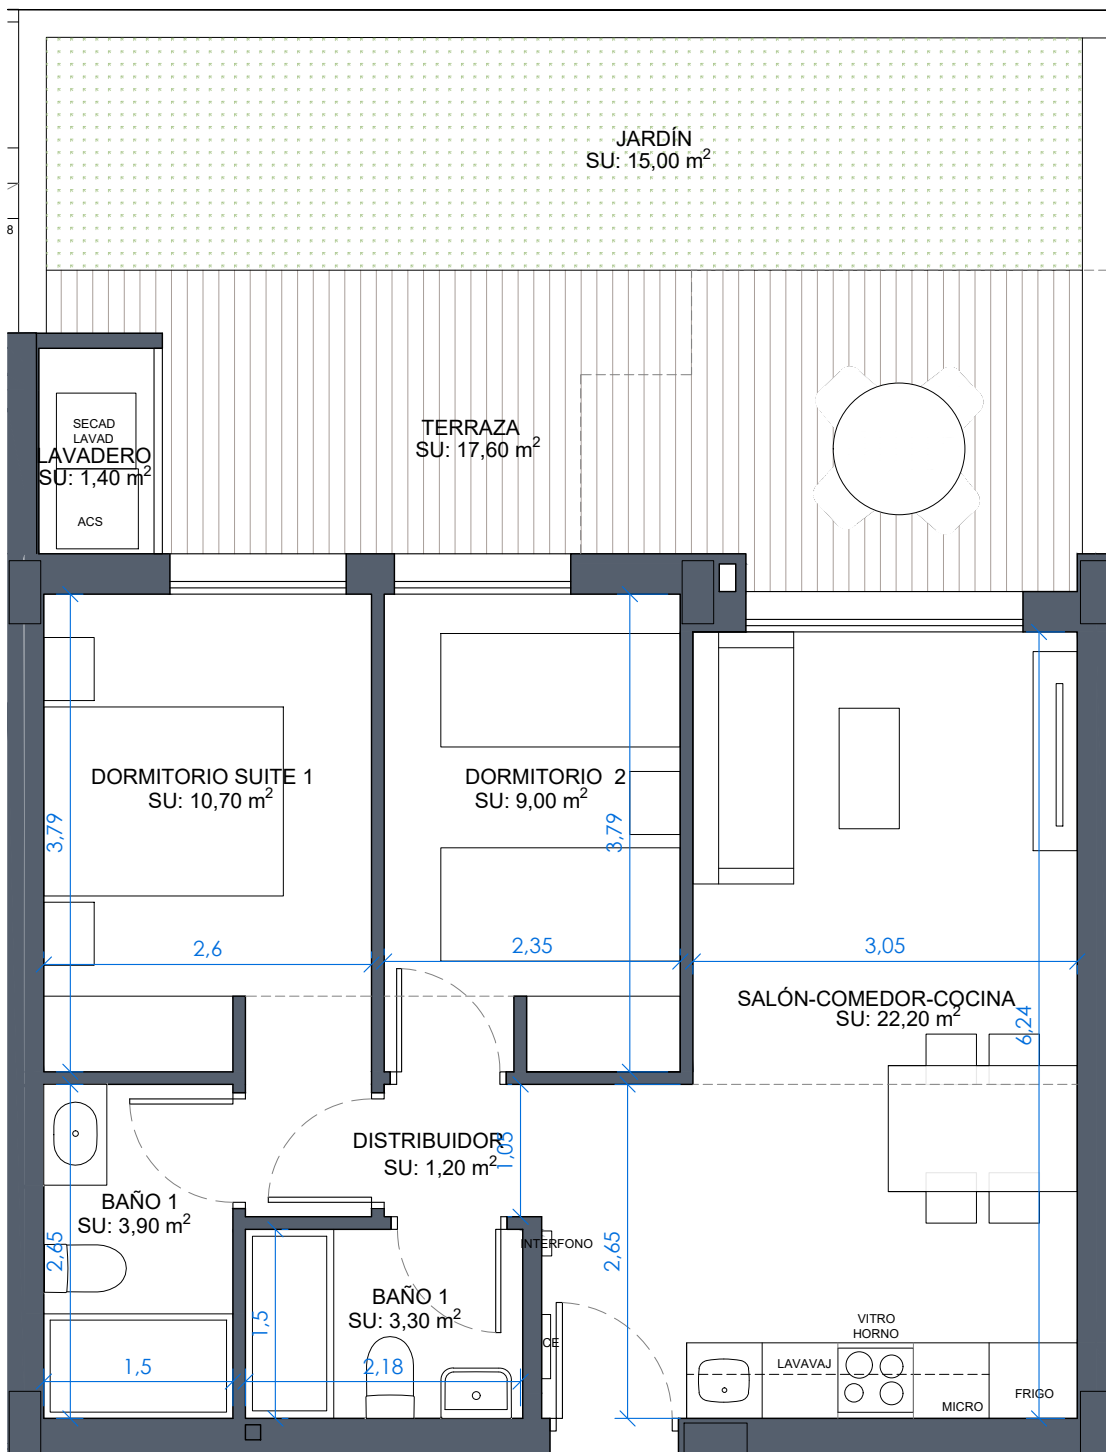 JARDÍN
SU: 15,00 m²
8
TERRAZA
SU: 17,60 m²
SECAD
LAVAD
LAVADERO
SU: 1,40 m²
ACS
DORMITORIO SUITE 1
SU: 10,70 m²
DORMITORIO 2
SU: 9,00 m²
3,79
3,79
2,6
2,35
3,05
SALÓN-COMEDOR-COCINA
SU: 22,20 m²
6,24
DISTRIBUIDOR
SU: 1,20 m²
1,05
BAÑO 1
SU: 3,90 m²
2,65
INTERFONO
2,65
BAÑO 1
SU: 3,30 m²
1,5
CE
VITRO
HORNO
1,5
2,18
LAVAVAJ
MICRO
FRIGO